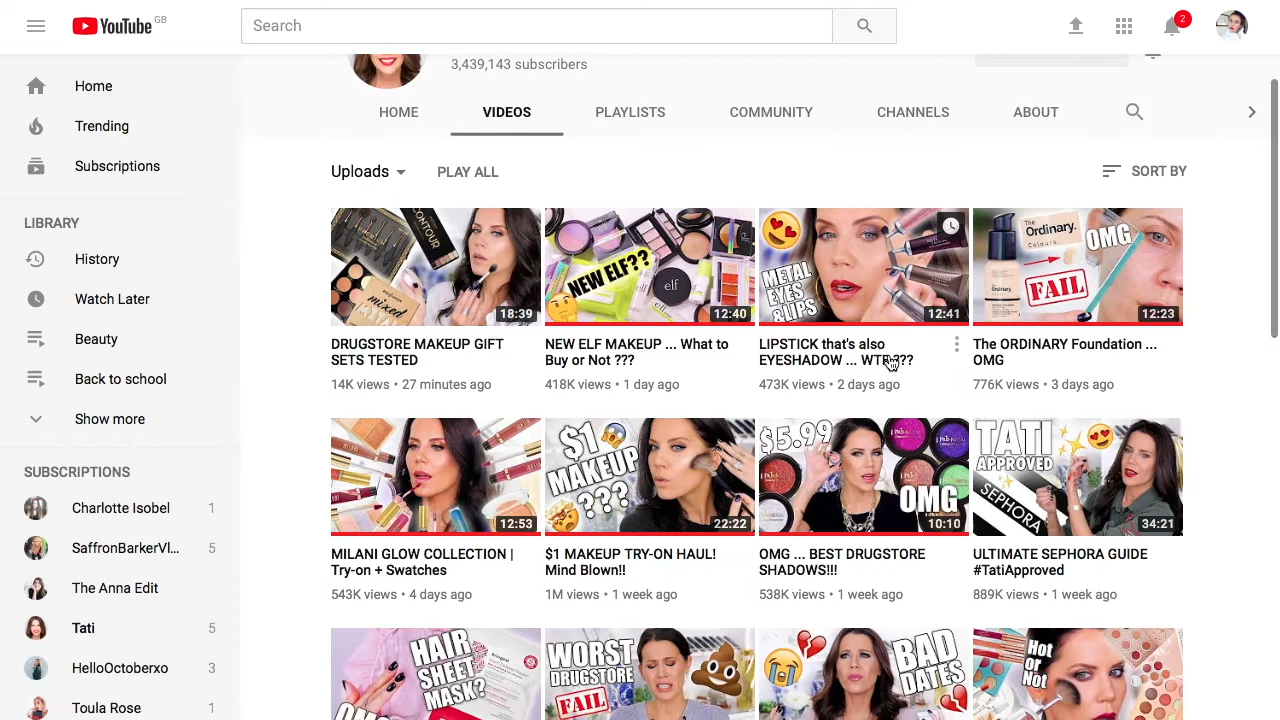 YouTube GB
Search
2
3,439,143 subscribers
HOME VIDEOS PLAYLISTS COMMUNITY CHANNELS ABOUT
Uploads PLAY ALL SORT BY
Home
Trending
Subscriptions
LIBRARY
History
Watch Later
Beauty
Back to school
Show more
SUBSCRIPTIONS
Charlotte Isobel 1
SaffronBarkerVl... 5
The Anna Edit
Tati 5
HelloOctoberxo 3
Toula Rose 1
CONTOUR
mixed
18:39
DRUGSTORE MAKEUP GIFT
SETS TESTED
14K views • 27 minutes ago
NEW ELF??
elf
12:40
NEW ELF MAKEUP ... What to
Buy or Not ???
418K views • 1 day ago
METAL
EYES
&LIPS
12:41
LIPSTICK that's also
EYESHADOW ... WTF???
473K views • 2 days ago
The
Ordinary.
Colours
OMG
FAIL
12:23
The ORDINARY Foundation ...
OMG
776K views • 3 days ago
12:53
MILANI GLOW COLLECTION |
Try-on + Swatches
543K views • 4 days ago
$1
MAKEUP
???
22:22
$1 MAKEUP TRY-ON HAUL!
Mind Blown!!
1M views • 1 week ago
$5.99
OMG
10:10
OMG ... BEST DRUGSTORE
SHADOWS!!!
538K views • 1 week ago
TATI
APPROVED
SEPHORA
34:21
ULTIMATE SEPHORA GUIDE
#TatiApproved
889K views • 1 week ago
HAIR
SHEET
MASK?
OMG
WORST
DRUGSTORE
FAIL
BAD
DATES
Hot
or
Not